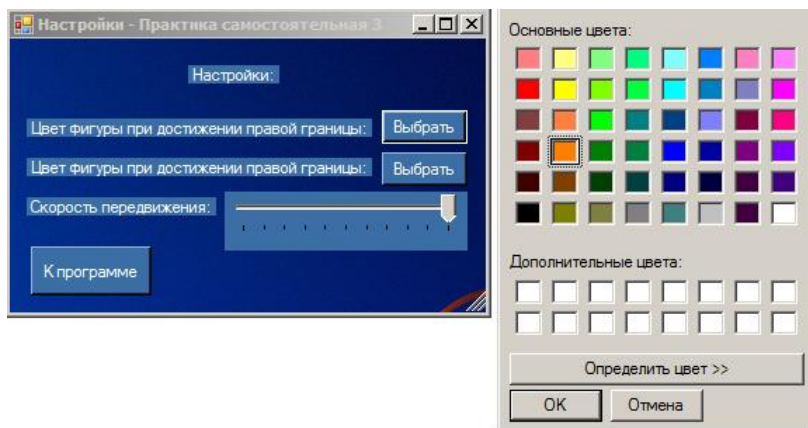 Настройки - Практика самостоятельная 3
Настройки:
Цвет фигуры при достижении правой границы:
Выбрать
Цвет фигуры при достижении правой границы:
Выбрать
Скорость передвижения:
К программе
Основные цвета:
Дополнительные цвета:
Определить цвет >>
OK
Отмена